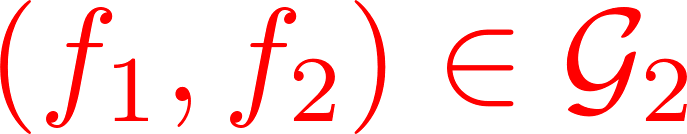 (f₁, f₂) ∈ 𝒢₂